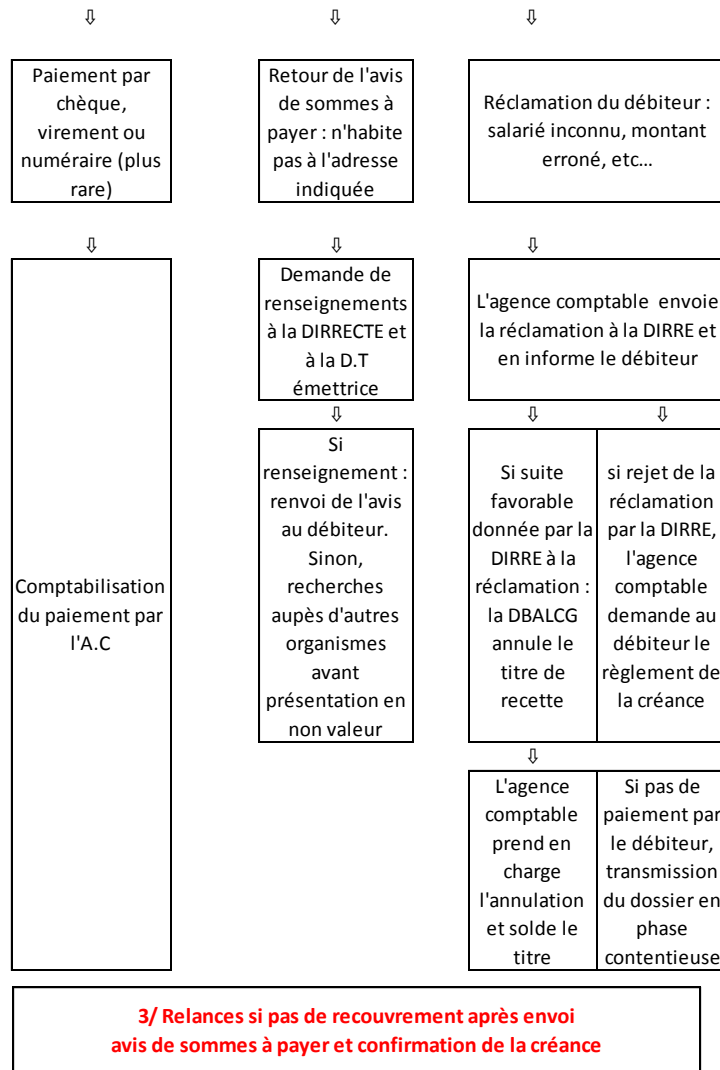 Paiement par
chèque,
virement ou
numéraire (plus
rare)
Retour de l'avis
de sommes à
payer : n'habite
pas à l'adresse
indiquée
Réclamation du débiteur :
salarié inconnu, montant
erroné, etc…
Comptabilisation
du paiement par
l'A.C
Demande de
renseignements
à la DIRRECTE et
à la D.T
émettrice
L'agence comptable  envoie
la réclamation à la DIRRE et
en informe le débiteur
Si
renseignement :
renvoi de l'avis
au débiteur.
Sinon,
recherches
aupès d'autres
organismes
avant
présentation en
non valeur
Si suite
favorable
donnée par la
DIRRE à la
réclamation :
la DBALCG
annule le
titre de
recette
si rejet de la
réclamation
par la DIRRE,
l'agence
comptable
demande au
débiteur le
règlement de
la créance
L'agence
comptable
prend en
charge
l'annulation
et solde le
titre
Si pas de
paiement par
le débiteur,
transmission
du dossier en
phase
contentieuse
3/ Relances si pas de recouvrement après envoi
avis de sommes à payer et confirmation de la créance